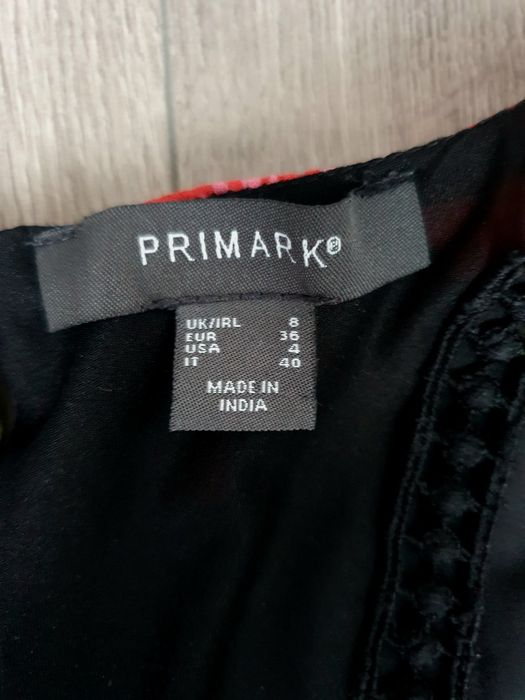 PRIMARK®
UK/IRL 8
EUR 36
USA 4
IT 40
MADE IN
INDIA